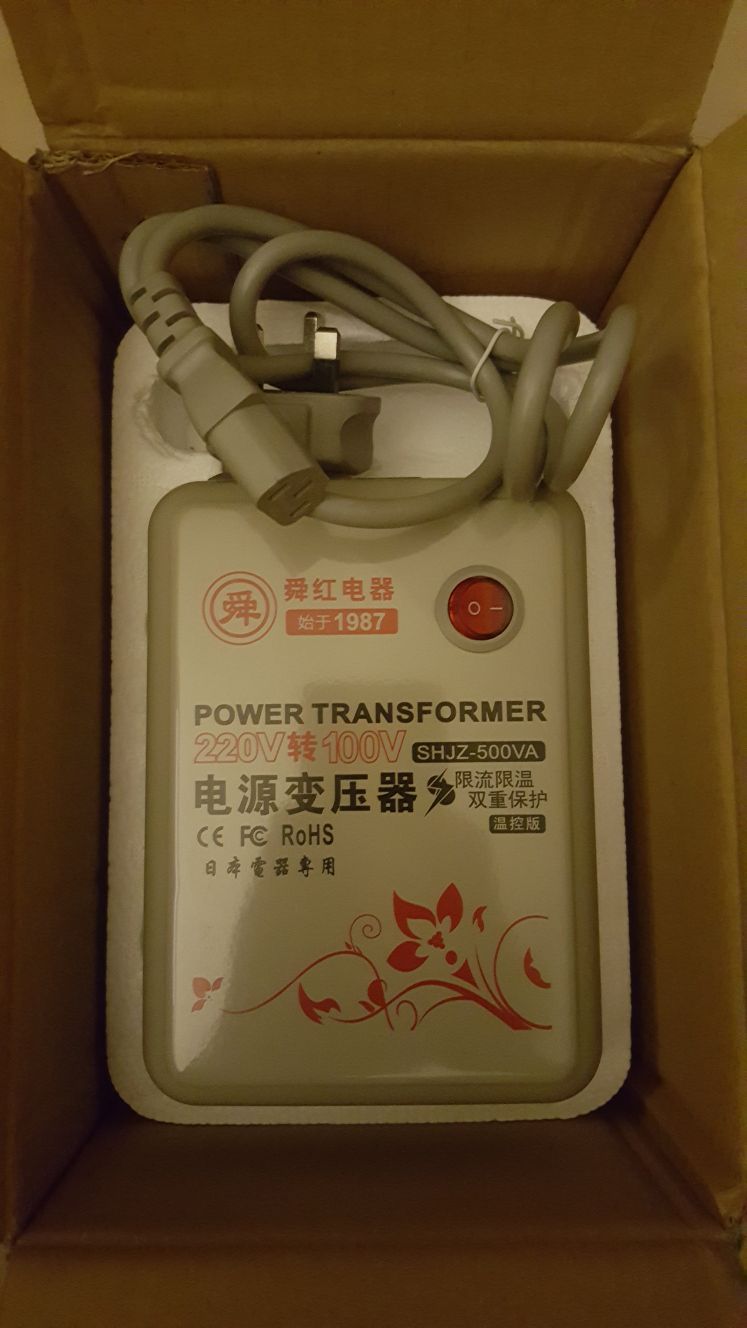 舜
舜红电器
始于1987
POWER TRANSFORMER
220V转100V SHJZ-500VA
电源变压器 限流限温
双重保护
温控版
CE FC RoHS
日本電器專用